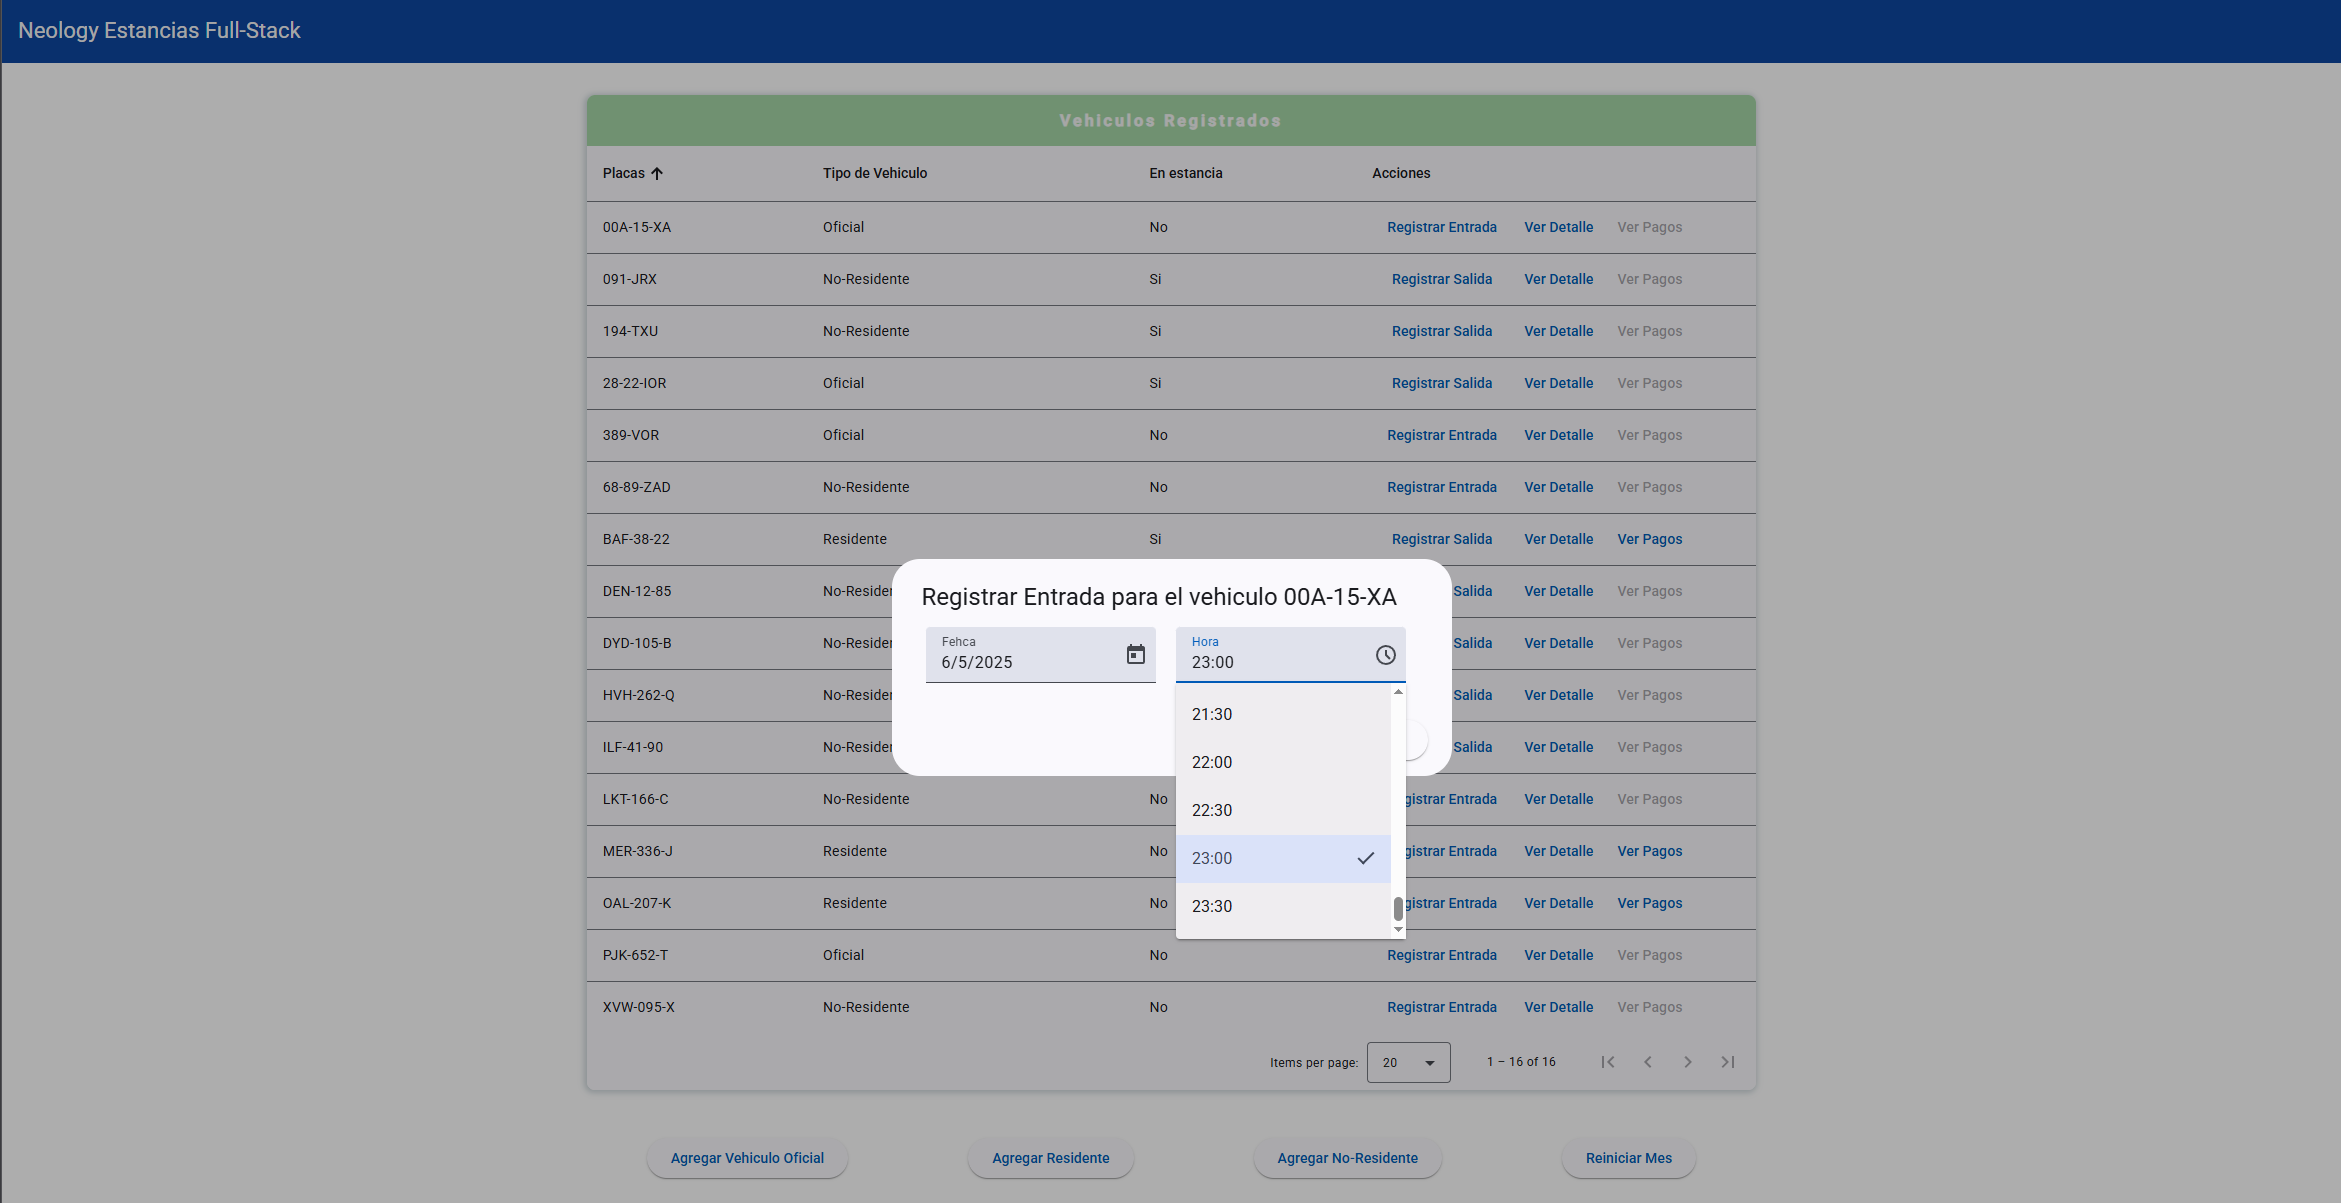 Neology Estancias Full-Stack
Vehiculos Registrados
Placas Tipo de Vehiculo En estancia Acciones
00A-15-XA Oficial No Registrar Entrada Ver Detalle Ver Pagos
091-JRX No-Residente Si Registrar Salida Ver Detalle Ver Pagos
194-TXU No-Residente Si Registrar Salida Ver Detalle Ver Pagos
28-22-IOR Oficial Si Registrar Salida Ver Detalle Ver Pagos
389-VOR Oficial No Registrar Entrada Ver Detalle Ver Pagos
68-89-ZAD No-Residente No Registrar Entrada Ver Detalle Ver Pagos
BAF-38-22 Residente Si Registrar Salida Ver Detalle Ver Pagos
DEN-12-85 No-Residen Salida Ver Detalle Ver Pagos
DYD-105-B No-Residen Salida Ver Detalle Ver Pagos
HVH-262-Q No-Residen Salida Ver Detalle Ver Pagos
ILF-41-90 No-Residen Salida Ver Detalle Ver Pagos
LKT-166-C No-Residente No gistrar Entrada Ver Detalle Ver Pagos
MER-336-J Residente No gistrar Entrada Ver Detalle Ver Pagos
OAL-207-K Residente No gistrar Entrada Ver Detalle Ver Pagos
PJK-652-T Oficial No Registrar Entrada Ver Detalle Ver Pagos
XVW-095-X No-Residente No Registrar Entrada Ver Detalle Ver Pagos
Registrar Entrada para el vehiculo 00A-15-XA
Fehca Hora
6/5/2025 23:00
21:30
22:00
22:30
23:00
23:30
Items per page: 20 1 – 16 of 16
Agregar Vehiculo Oficial Agregar Residente Agregar No-Residente Reiniciar Mes